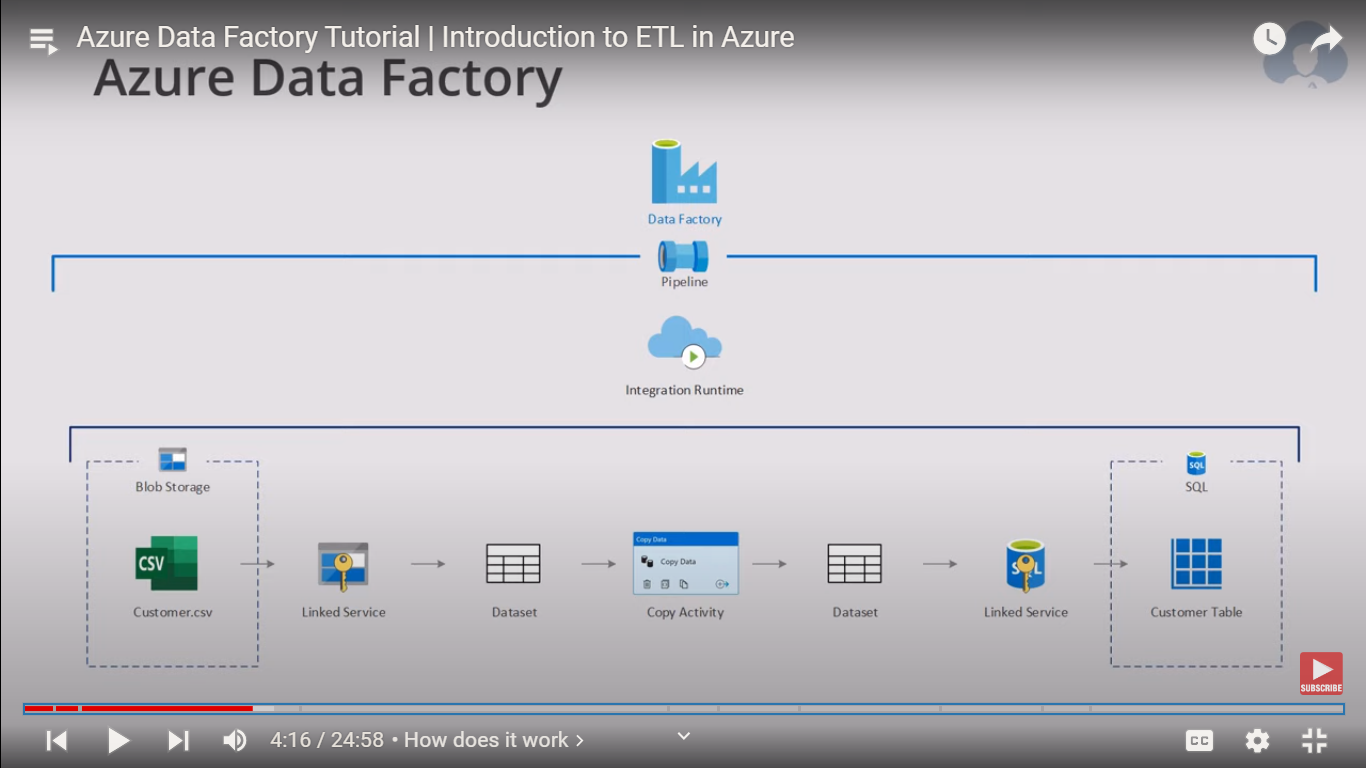 Azure Data Factory Tutorial | Introduction to ETL in Azure
Azure Data Factory
Data Factory
Pipeline
Integration Runtime
Blob Storage
SQL
SQL
CSV
Copy Data
Copy Data
SQL
Customer.csv
Linked Service
Dataset
Copy Activity
Dataset
Linked Service
Customer Table
SUBSCRIBE
4:16 / 24:58 • How does it work ›
CC